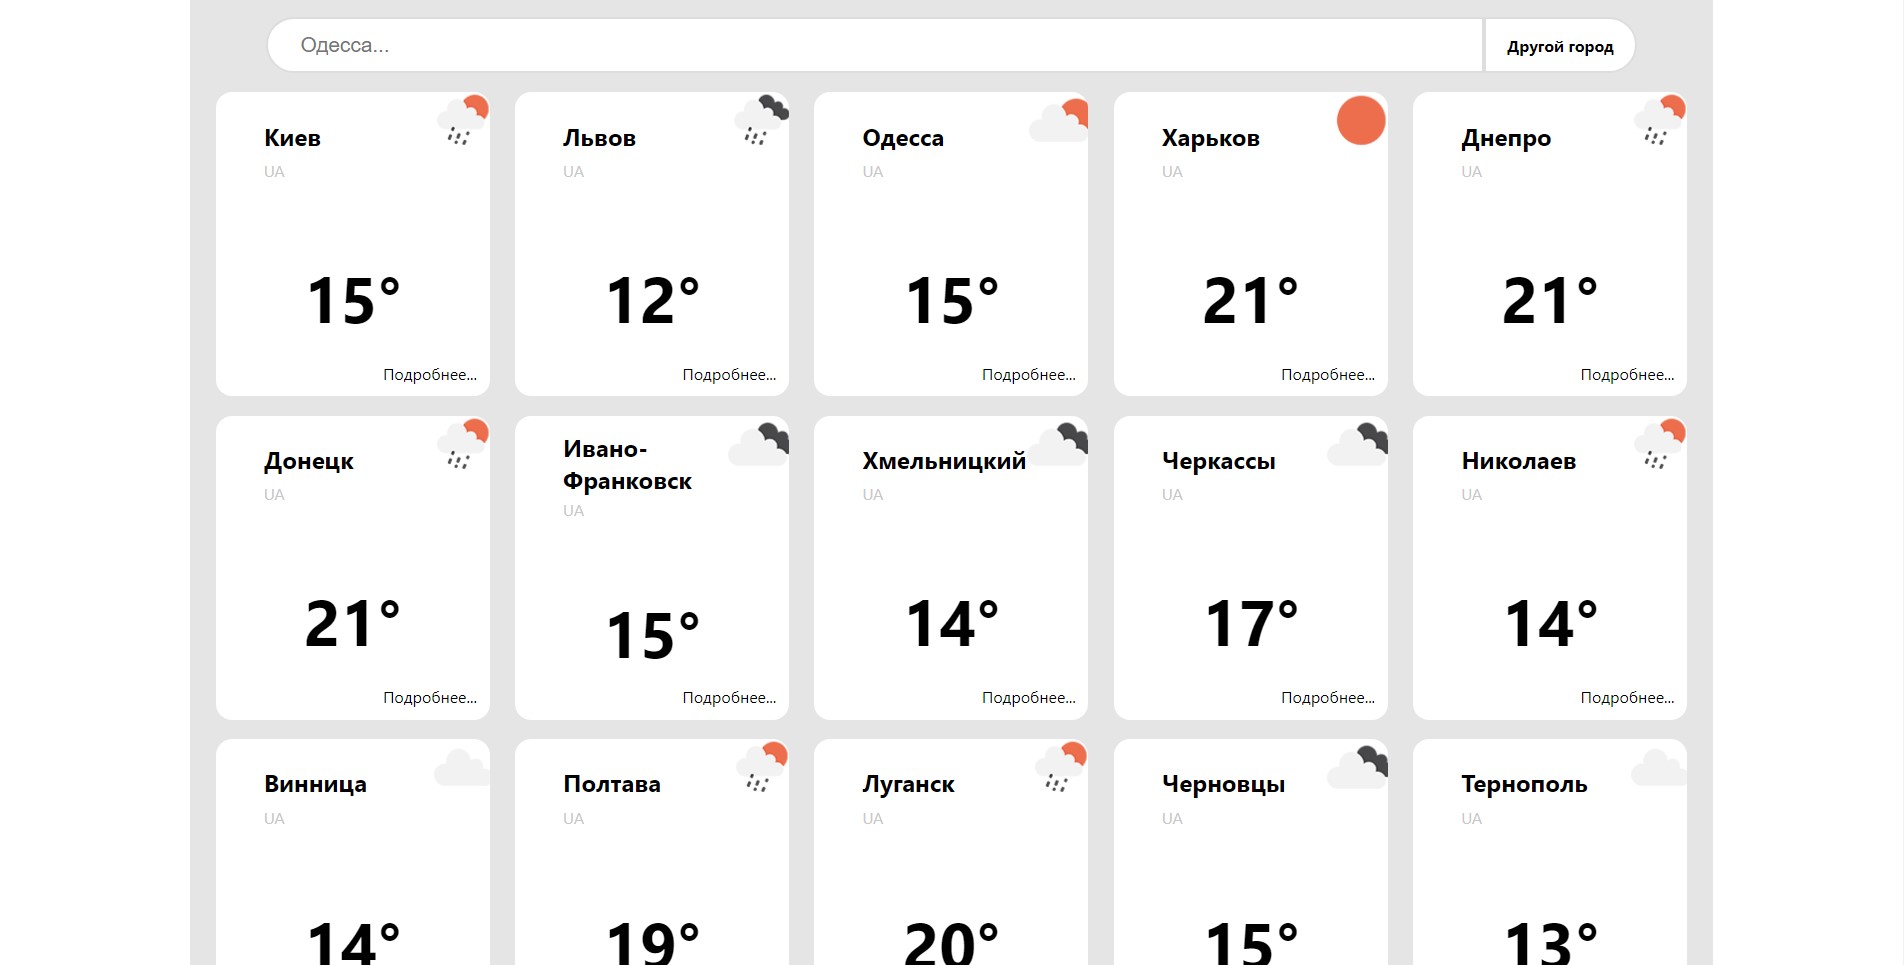 Одесса...
Другой город
Киев
UA
15°
Подробнее...
Львов
UA
12°
Подробнее...
Одесса
UA
15°
Подробнее...
Харьков
UA
21°
Подробнее...
Днепро
UA
21°
Подробнее...
Донецк
UA
21°
Подробнее...
Ивано-
Франковск
UA
15°
Подробнее...
Хмельницкий
UA
14°
Подробнее...
Черкассы
UA
17°
Подробнее...
Николаев
UA
14°
Подробнее...
Винница
UA
14°
Полтава
UA
19°
Луганск
UA
20°
Черновцы
UA
15°
Тернополь
UA
13°